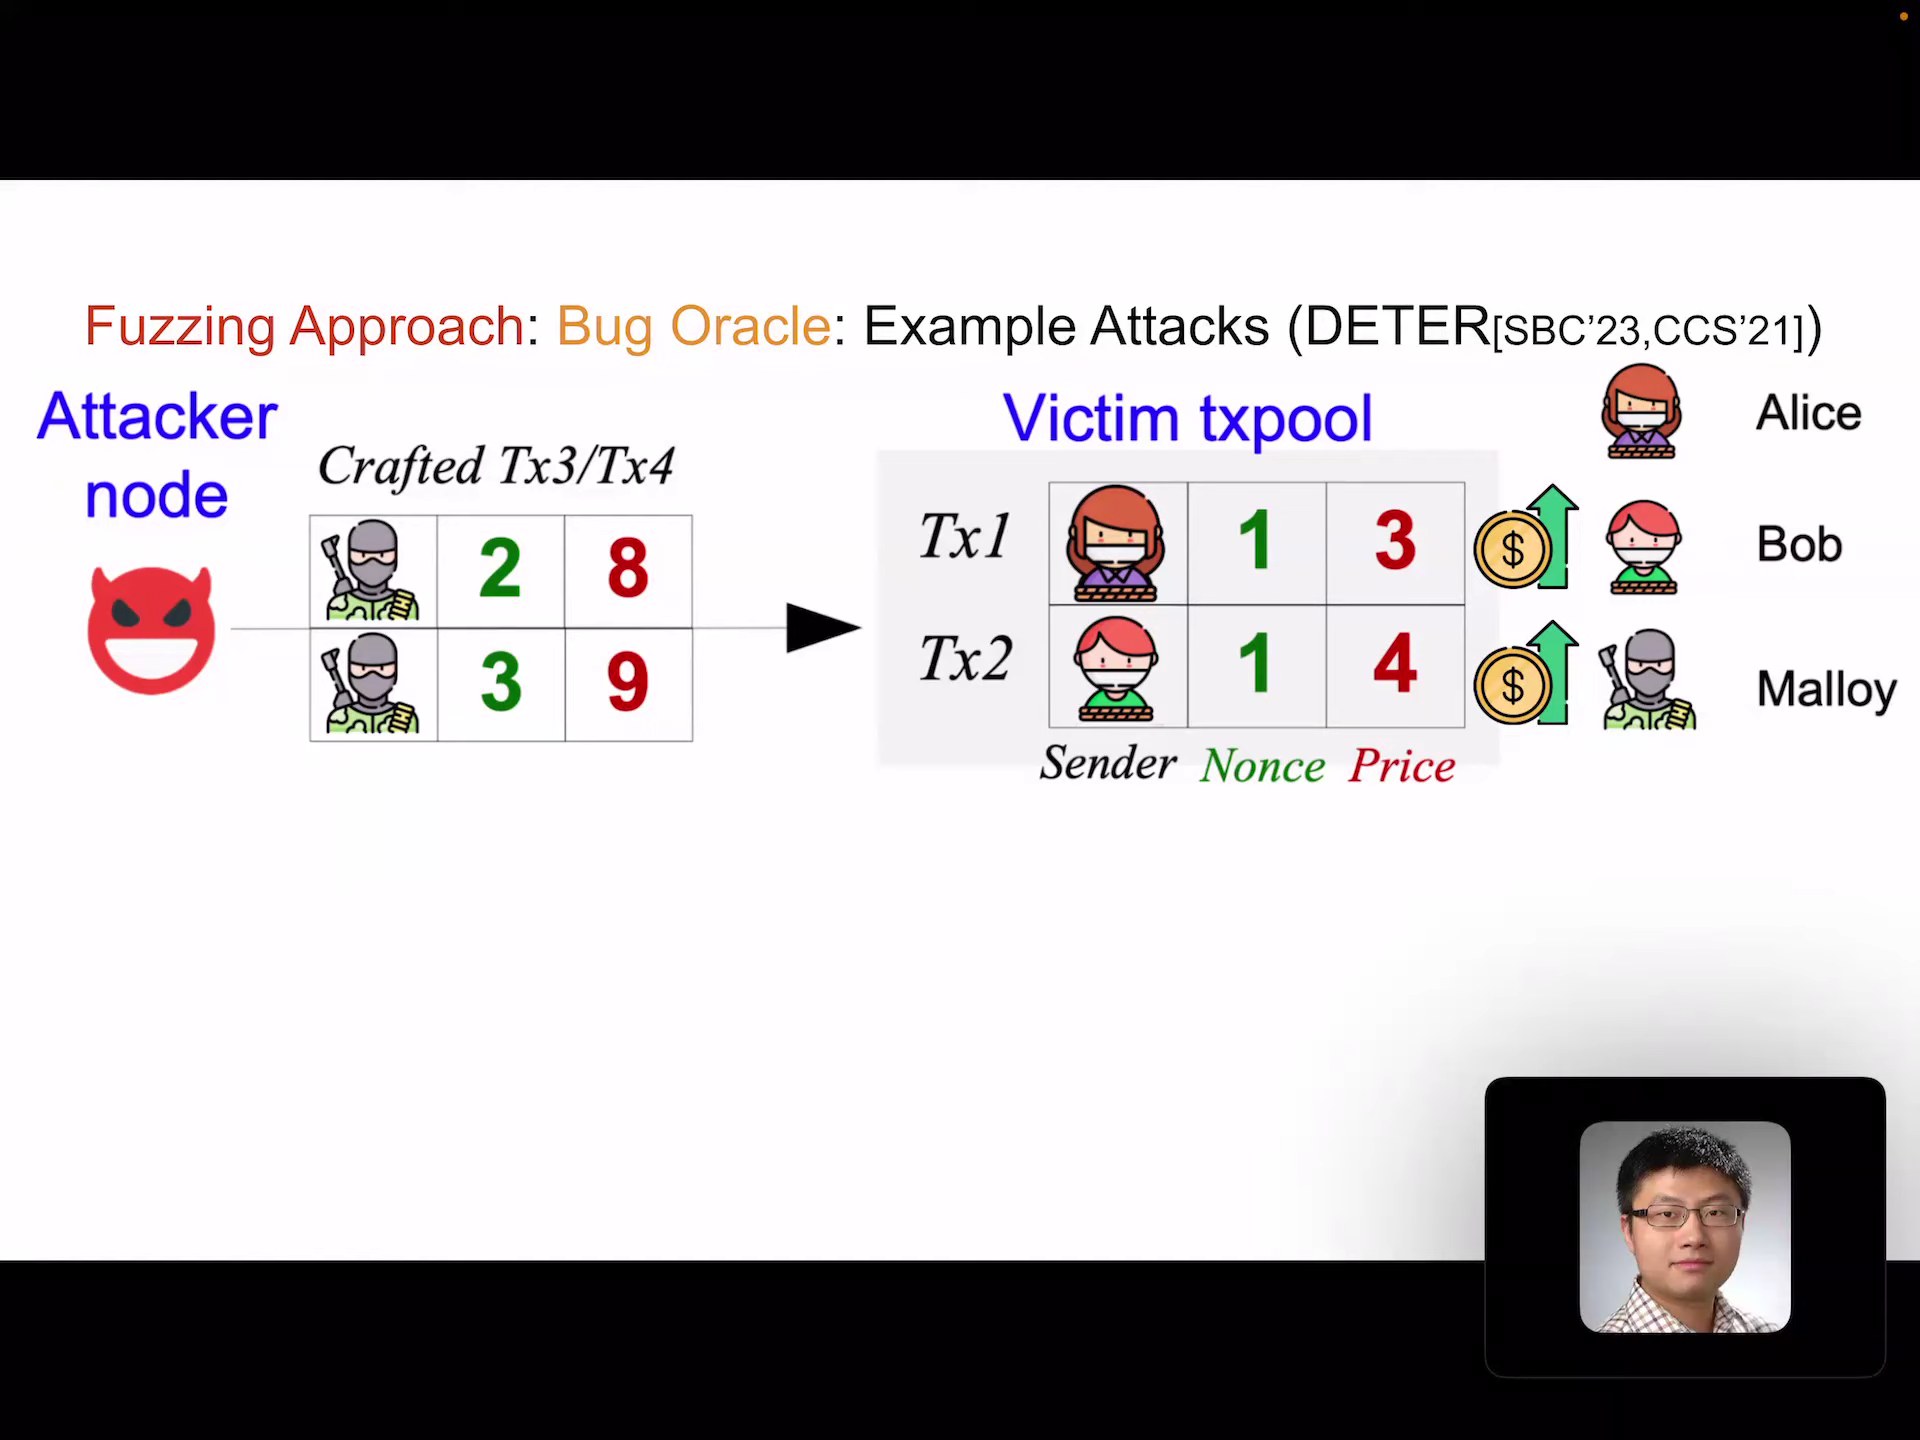 Fuzzing Approach: Bug Oracle: Example Attacks (DETER[SBC’23,CCS’21])
Attacker
node
Crafted Tx3/Tx4
2 8
3 9
Victim txpool
Tx1 1 3
Tx2 1 4
Sender Nonce Price
$
$
Alice
Bob
Malloy